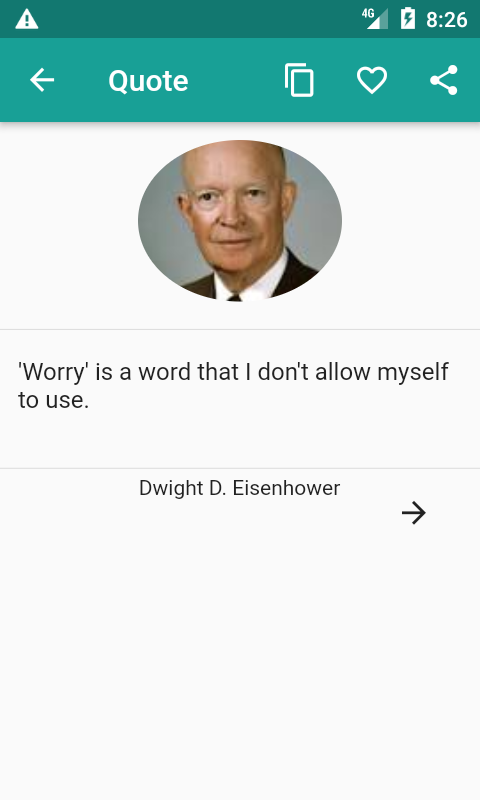 4G
8:26
Quote
'Worry' is a word that I don't allow myself
to use.
Dwight D. Eisenhower